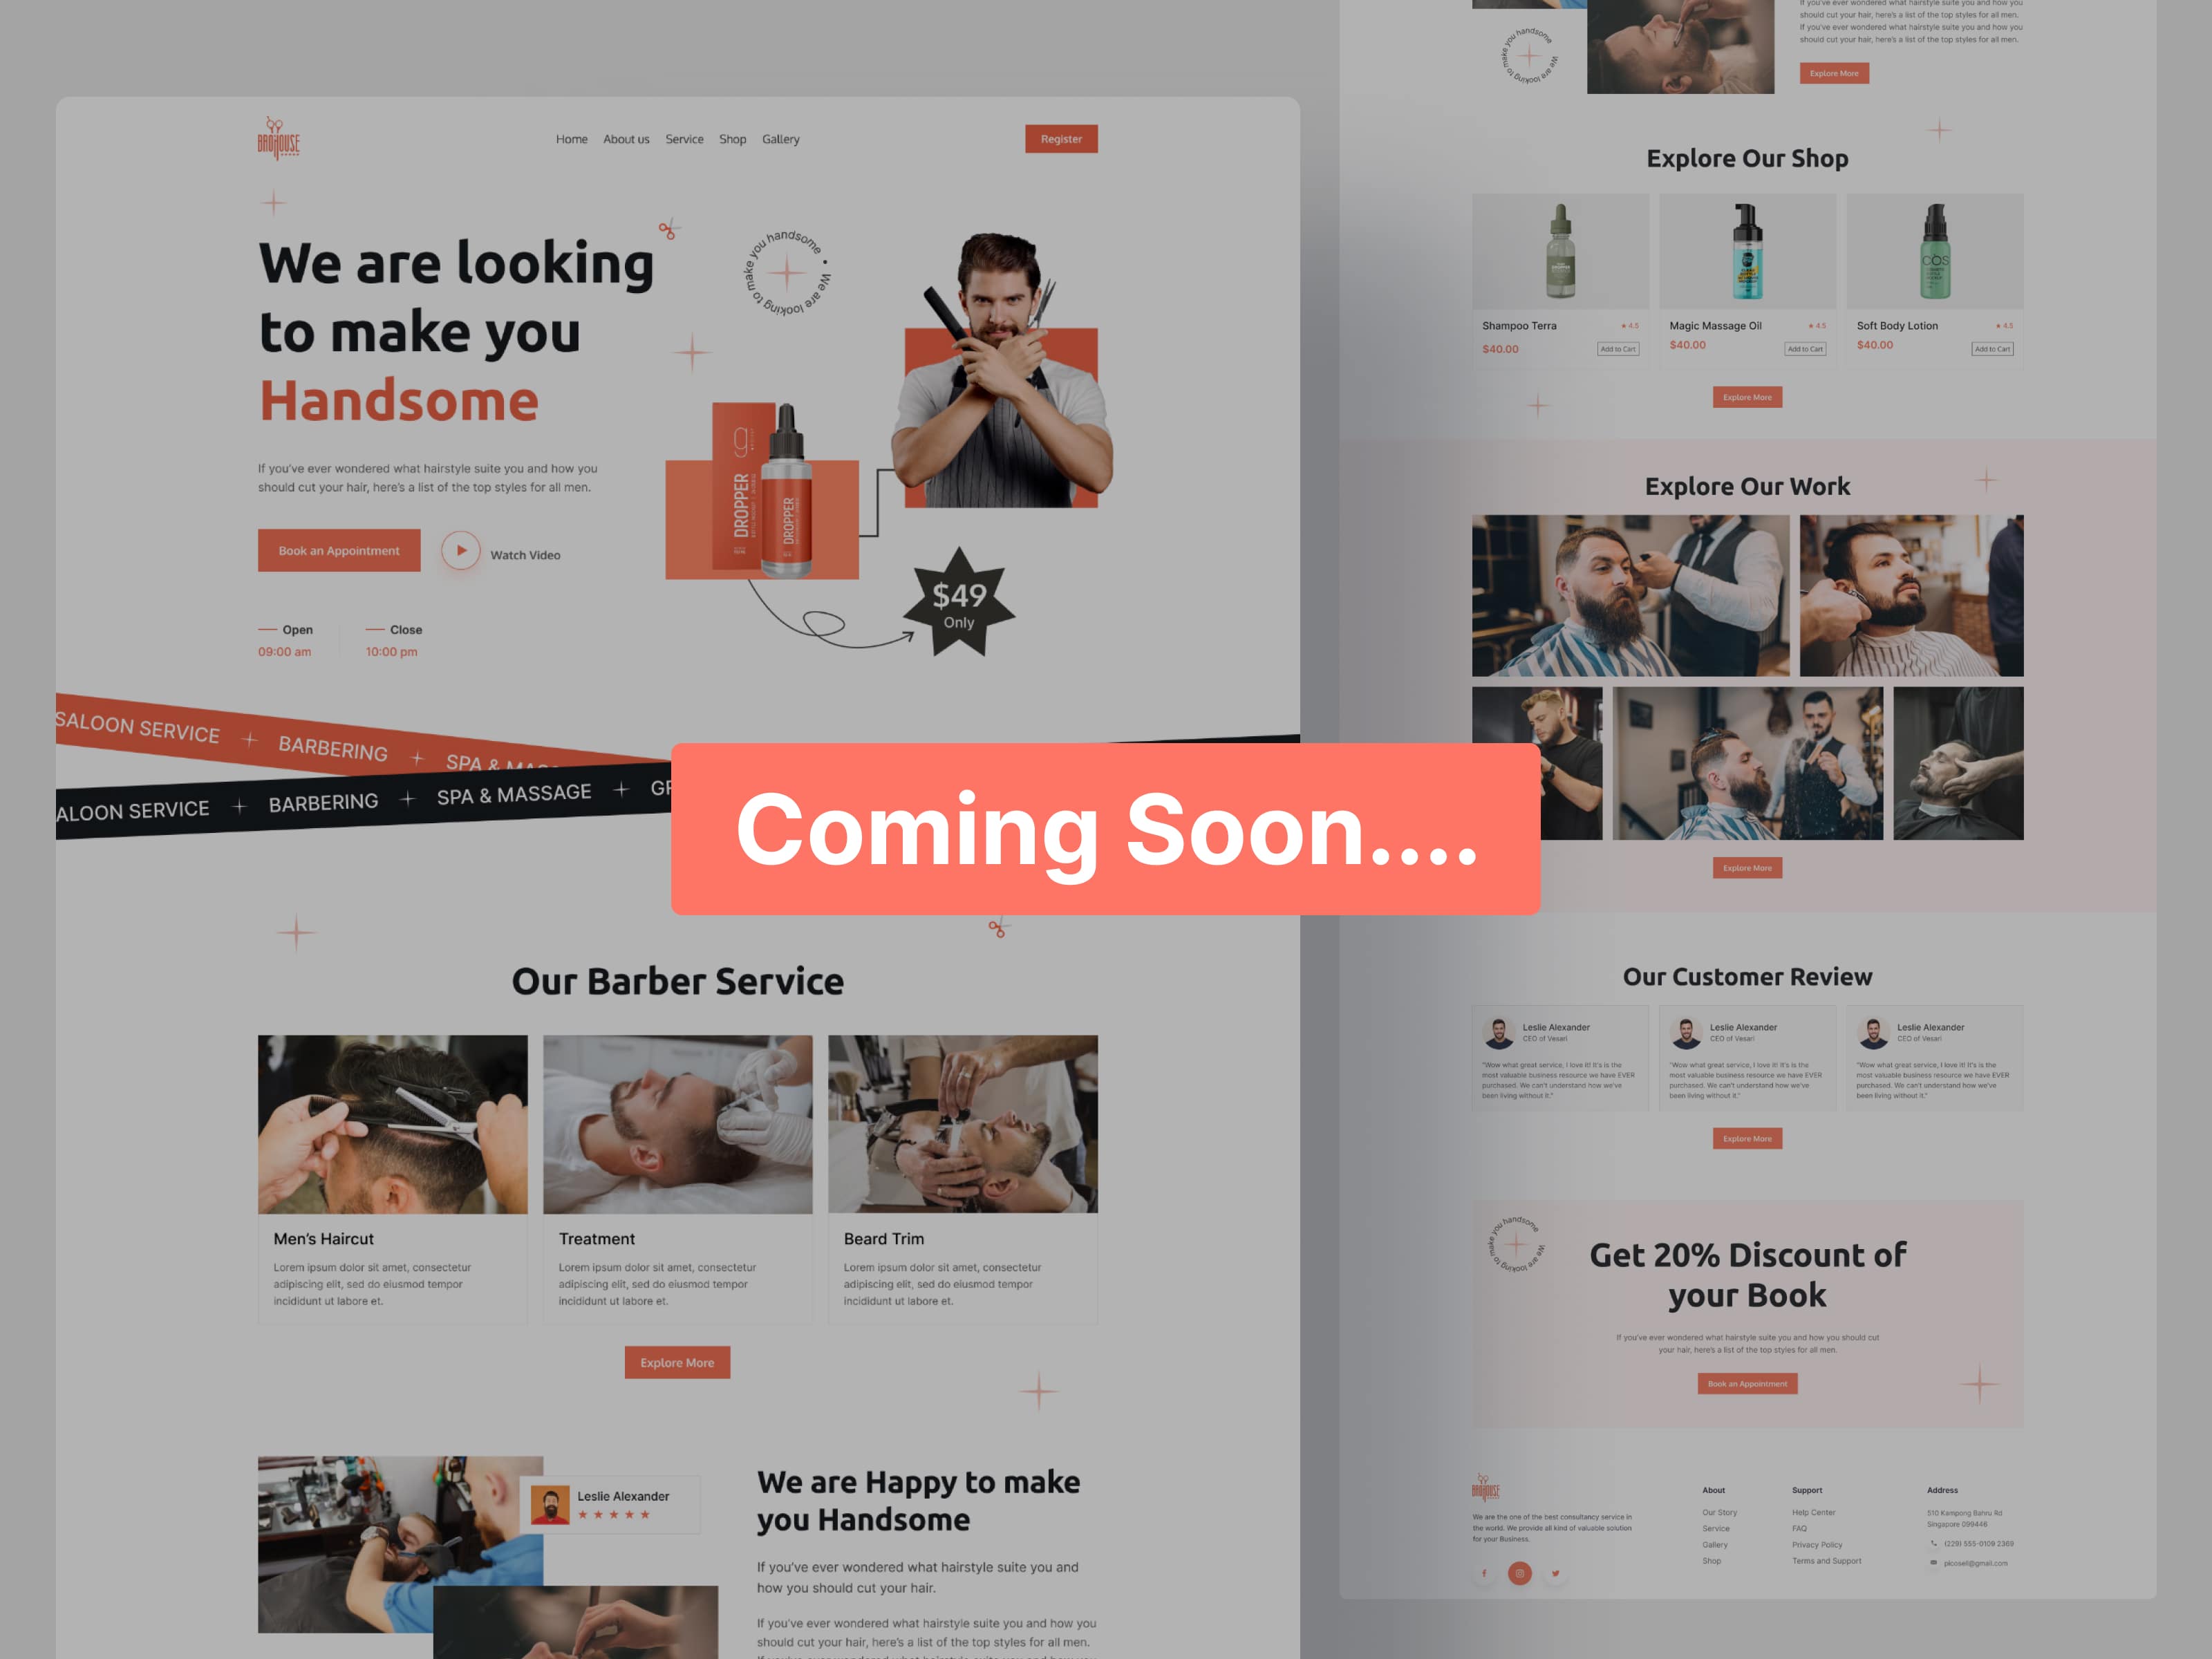 BROHOUSE
Home About us Service Shop Gallery
Register
We are looking
to make you
Handsome
We are looking to make you handsome •
If you've ever wondered what hairstyle suite you and how you
should cut your hair, here's a list of the top styles for all men.
Book an Appointment
Watch Video
Open
09:00 am
Close
10:00 pm
g
DROPPER
DROPPER
$49
Only
SALOON SERVICE BARBERING SPA &
ALOON SERVICE BARBERING SPA & MASSAGE
Coming Soon....
Our Barber Service
Men's Haircut
Lorem ipsum dolor sit amet, consectetur
adipiscing elit, sed do eiusmod tempor
incididunt ut labore et.
Treatment
Lorem ipsum dolor sit amet, consectetur
adipiscing elit, sed do eiusmod tempor
incididunt ut labore et.
Beard Trim
Lorem ipsum dolor sit amet, consectetur
adipiscing elit, sed do eiusmod tempor
incididunt ut labore et.
Explore More
Leslie Alexander
We are Happy to make
you Handsome
If you've ever wondered what hairstyle suite you and
how you should cut your hair.
If you've ever wondered what hairstyle suite you and how you
should cut your hair, here's a list of the top styles for all men.
If you've ever wondered what hairstyle suite you and how you
should cut your hair, here's a list of the top styles for all men.
If you've ever wondered what hairstyle suite you and how you
should cut your hair, here's a list of the top styles for all men.
Explore More
We are looking to make you handsome
Explore Our Shop
COS
Shampoo Terra
4.5
$40.00
Add to Cart
Magic Massage Oil
4.5
$40.00
Add to Cart
Soft Body Lotion
4.5
$40.00
Add to Cart
Explore More
Explore Our Work
Explore More
Our Customer Review
Leslie Alexander
CEO of Vesari
"Wow what great service, I love it! It's is the
most valuable business resource we have EVER
purchased. We can't understand how we've
been living without it."
Leslie Alexander
CEO of Vesari
"Wow what great service, I love it! It's is the
most valuable business resource we have EVER
purchased. We can't understand how we've
been living without it."
Leslie Alexander
CEO of Vesari
"Wow what great service, I love it! It's is the
most valuable business resource we have EVER
purchased. We can't understand how we've
been living without it."
Explore More
We are looking to make you handsome
Get 20% Discount of
your Book
If you've ever wondered what hairstyle suite you and how you should cut
your hair, here's a list of the top styles for all men.
Book an Appointment
BROHOUSE
We are the one of the best consultancy service in
the world. We provide all kind of valuable solution
for your Business.
About
Our Story
Service
Gallery
Shop
Support
Help Center
FAQ
Privacy Policy
Terms and Support
Address
510 Kampong Bahru Rd
Singapore 099446
(229) 555-0109 2369
picosell@gmail.com